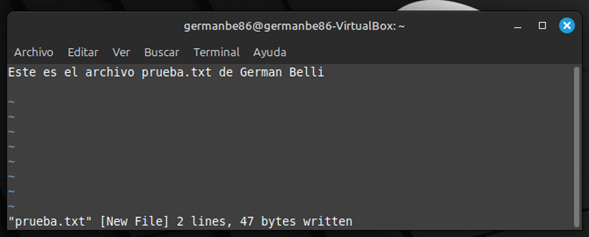 germanbe86@germanbe86-VirtualBox: ~
Archivo Editar Ver Buscar Terminal Ayuda
Este es el archivo prueba.txt de German Belli
~
~
~
~
~
~
~
~
"prueba.txt" [New File] 2 lines, 47 bytes written